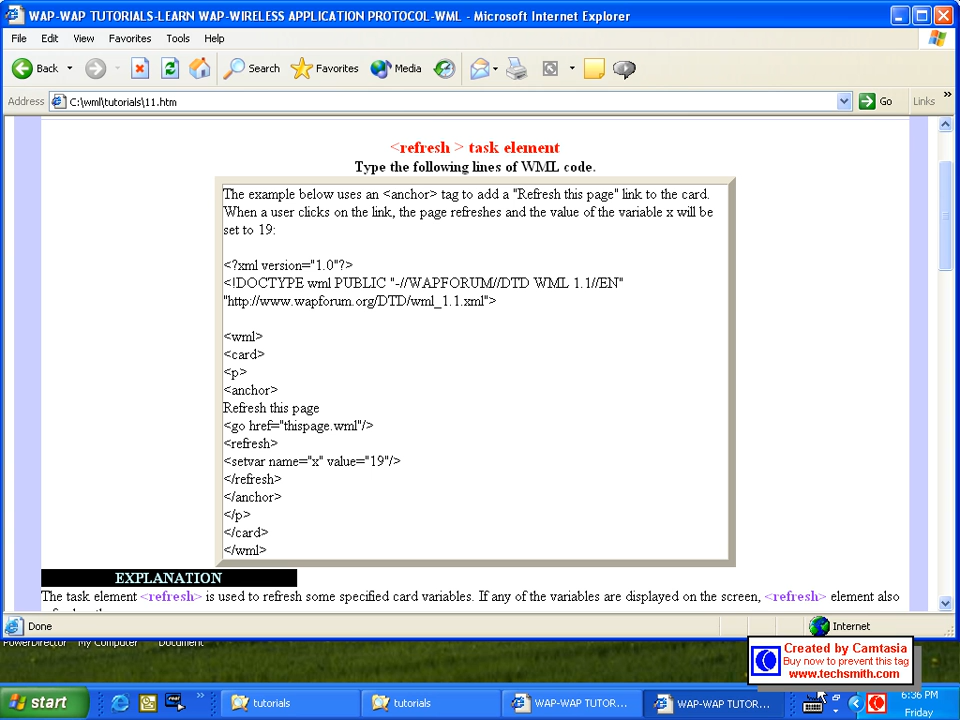 WAP-WAP TUTORIALS-LEARN WAP-WIRELESS APPLICATION PROTOCOL-WML - Microsoft Internet Explorer
File Edit View Favorites Tools Help
Back Search Favorites Media
Address C:\wml\tutorials\11.htm Go Links »
<refresh > task element
Type the following lines of WML code.
The example below uses an <anchor> tag to add a "Refresh this page" link to the card.
When a user clicks on the link, the page refreshes and the value of the variable x will be
set to 19:
<?xml version="1.0"?>
<!DOCTYPE wml PUBLIC "-//WAPFORUM//DTD WML 1.1//EN"
"http://www.wapforum.org/DTD/wml_1.1.xml">
<wml>
<card>
<p>
<anchor>
Refresh this page
<go href="thispage.wml"/>
<refresh>
<setvar name="x" value="19"/>
</refresh>
</anchor>
</p>
</card>
</wml>
EXPLANATION
The task element <refresh> is used to refresh some specified card variables. If any of the variables are displayed on the screen, <refresh> element also
Done Internet
PowerDirector My Computer Document
Created by Camtasia
Buy now to prevent this tag
www.techsmith.com
start » tutorials tutorials WAP-WAP TUTOR... WAP-WAP TUTOR... 6:36 PM
Friday